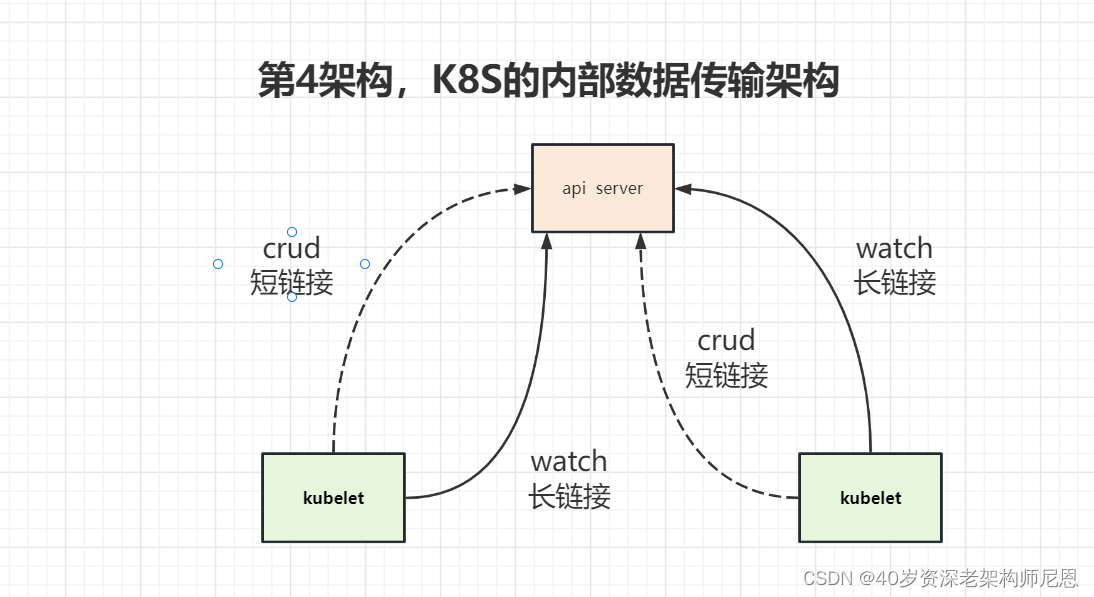 第4架构，K8S的内部数据传输架构
api server
crud
短链接
watch
长链接
crud
短链接
watch
长链接
kubelet
kubelet
CSDN @40岁资深老架构师尼恩